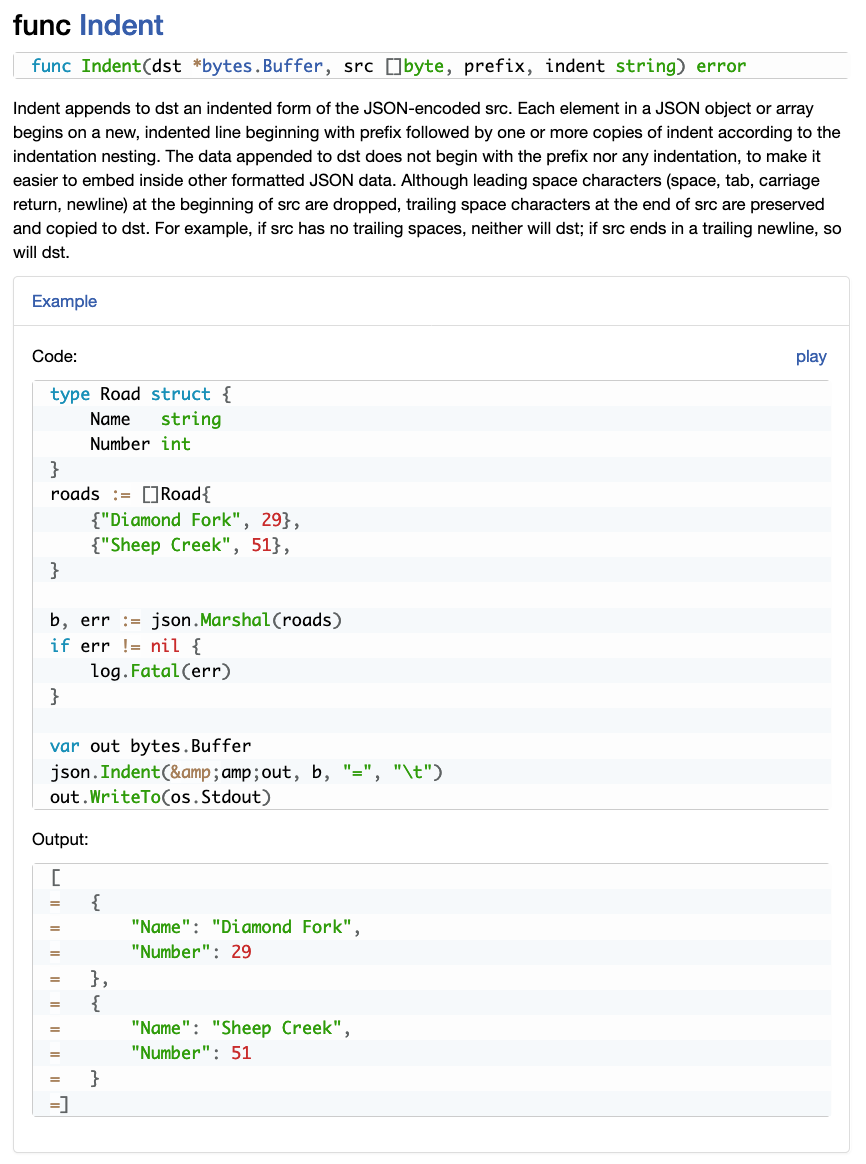 func Indent
func Indent(dst *bytes.Buffer, src []byte, prefix, indent string) error
Indent appends to dst an indented form of the JSON-encoded src. Each element in a JSON object or array
begins on a new, indented line beginning with prefix followed by one or more copies of indent according to the
indentation nesting. The data appended to dst does not begin with the prefix nor any indentation, to make it
easier to embed inside other formatted JSON data. Although leading space characters (space, tab, carriage
return, newline) at the beginning of src are dropped, trailing space characters at the end of src are preserved
and copied to dst. For example, if src has no trailing spaces, neither will dst; if src ends in a trailing newline, so
will dst.
Example
Code: play
type Road struct {
    Name   string
    Number int
}
roads := []Road{
    {"Diamond Fork", 29},
    {"Sheep Creek", 51},
}
b, err := json.Marshal(roads)
if err != nil {
    log.Fatal(err)
}
var out bytes.Buffer
json.Indent(&amp;amp;out, b, "=", "\t")
out.WriteTo(os.Stdout)
Output:
[
=   {
=       "Name": "Diamond Fork",
=       "Number": 29
=   },
=   {
=       "Name": "Sheep Creek",
=       "Number": 51
=   }
=]